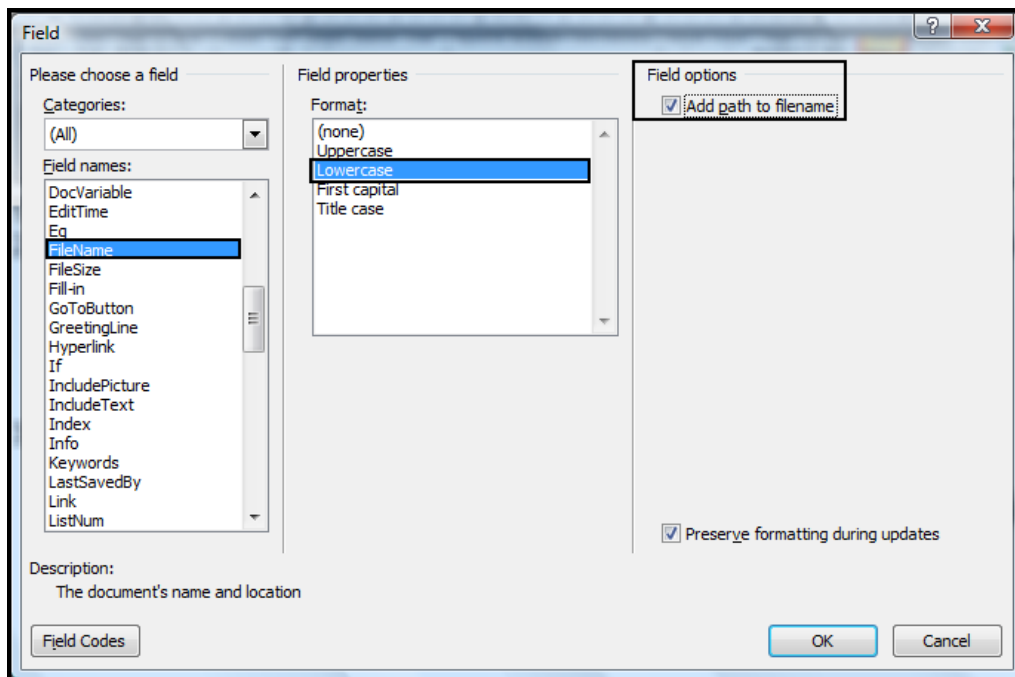 Field
?
X
Please choose a field
Categories:
(All)
Field names:
DocVariable
EditTime
Eq
FileName
FileSize
Fill-in
GoToButton
GreetingLine
Hyperlink
If
IncludePicture
IncludeText
Index
Info
Keywords
LastSavedBy
Link
ListNum
Field properties
Format:
(none)
Uppercase
Lowercase
First capital
Title case
Field options
Add path to filename
Preserve formatting during updates
Description:
The document's name and location
Field Codes
OK
Cancel